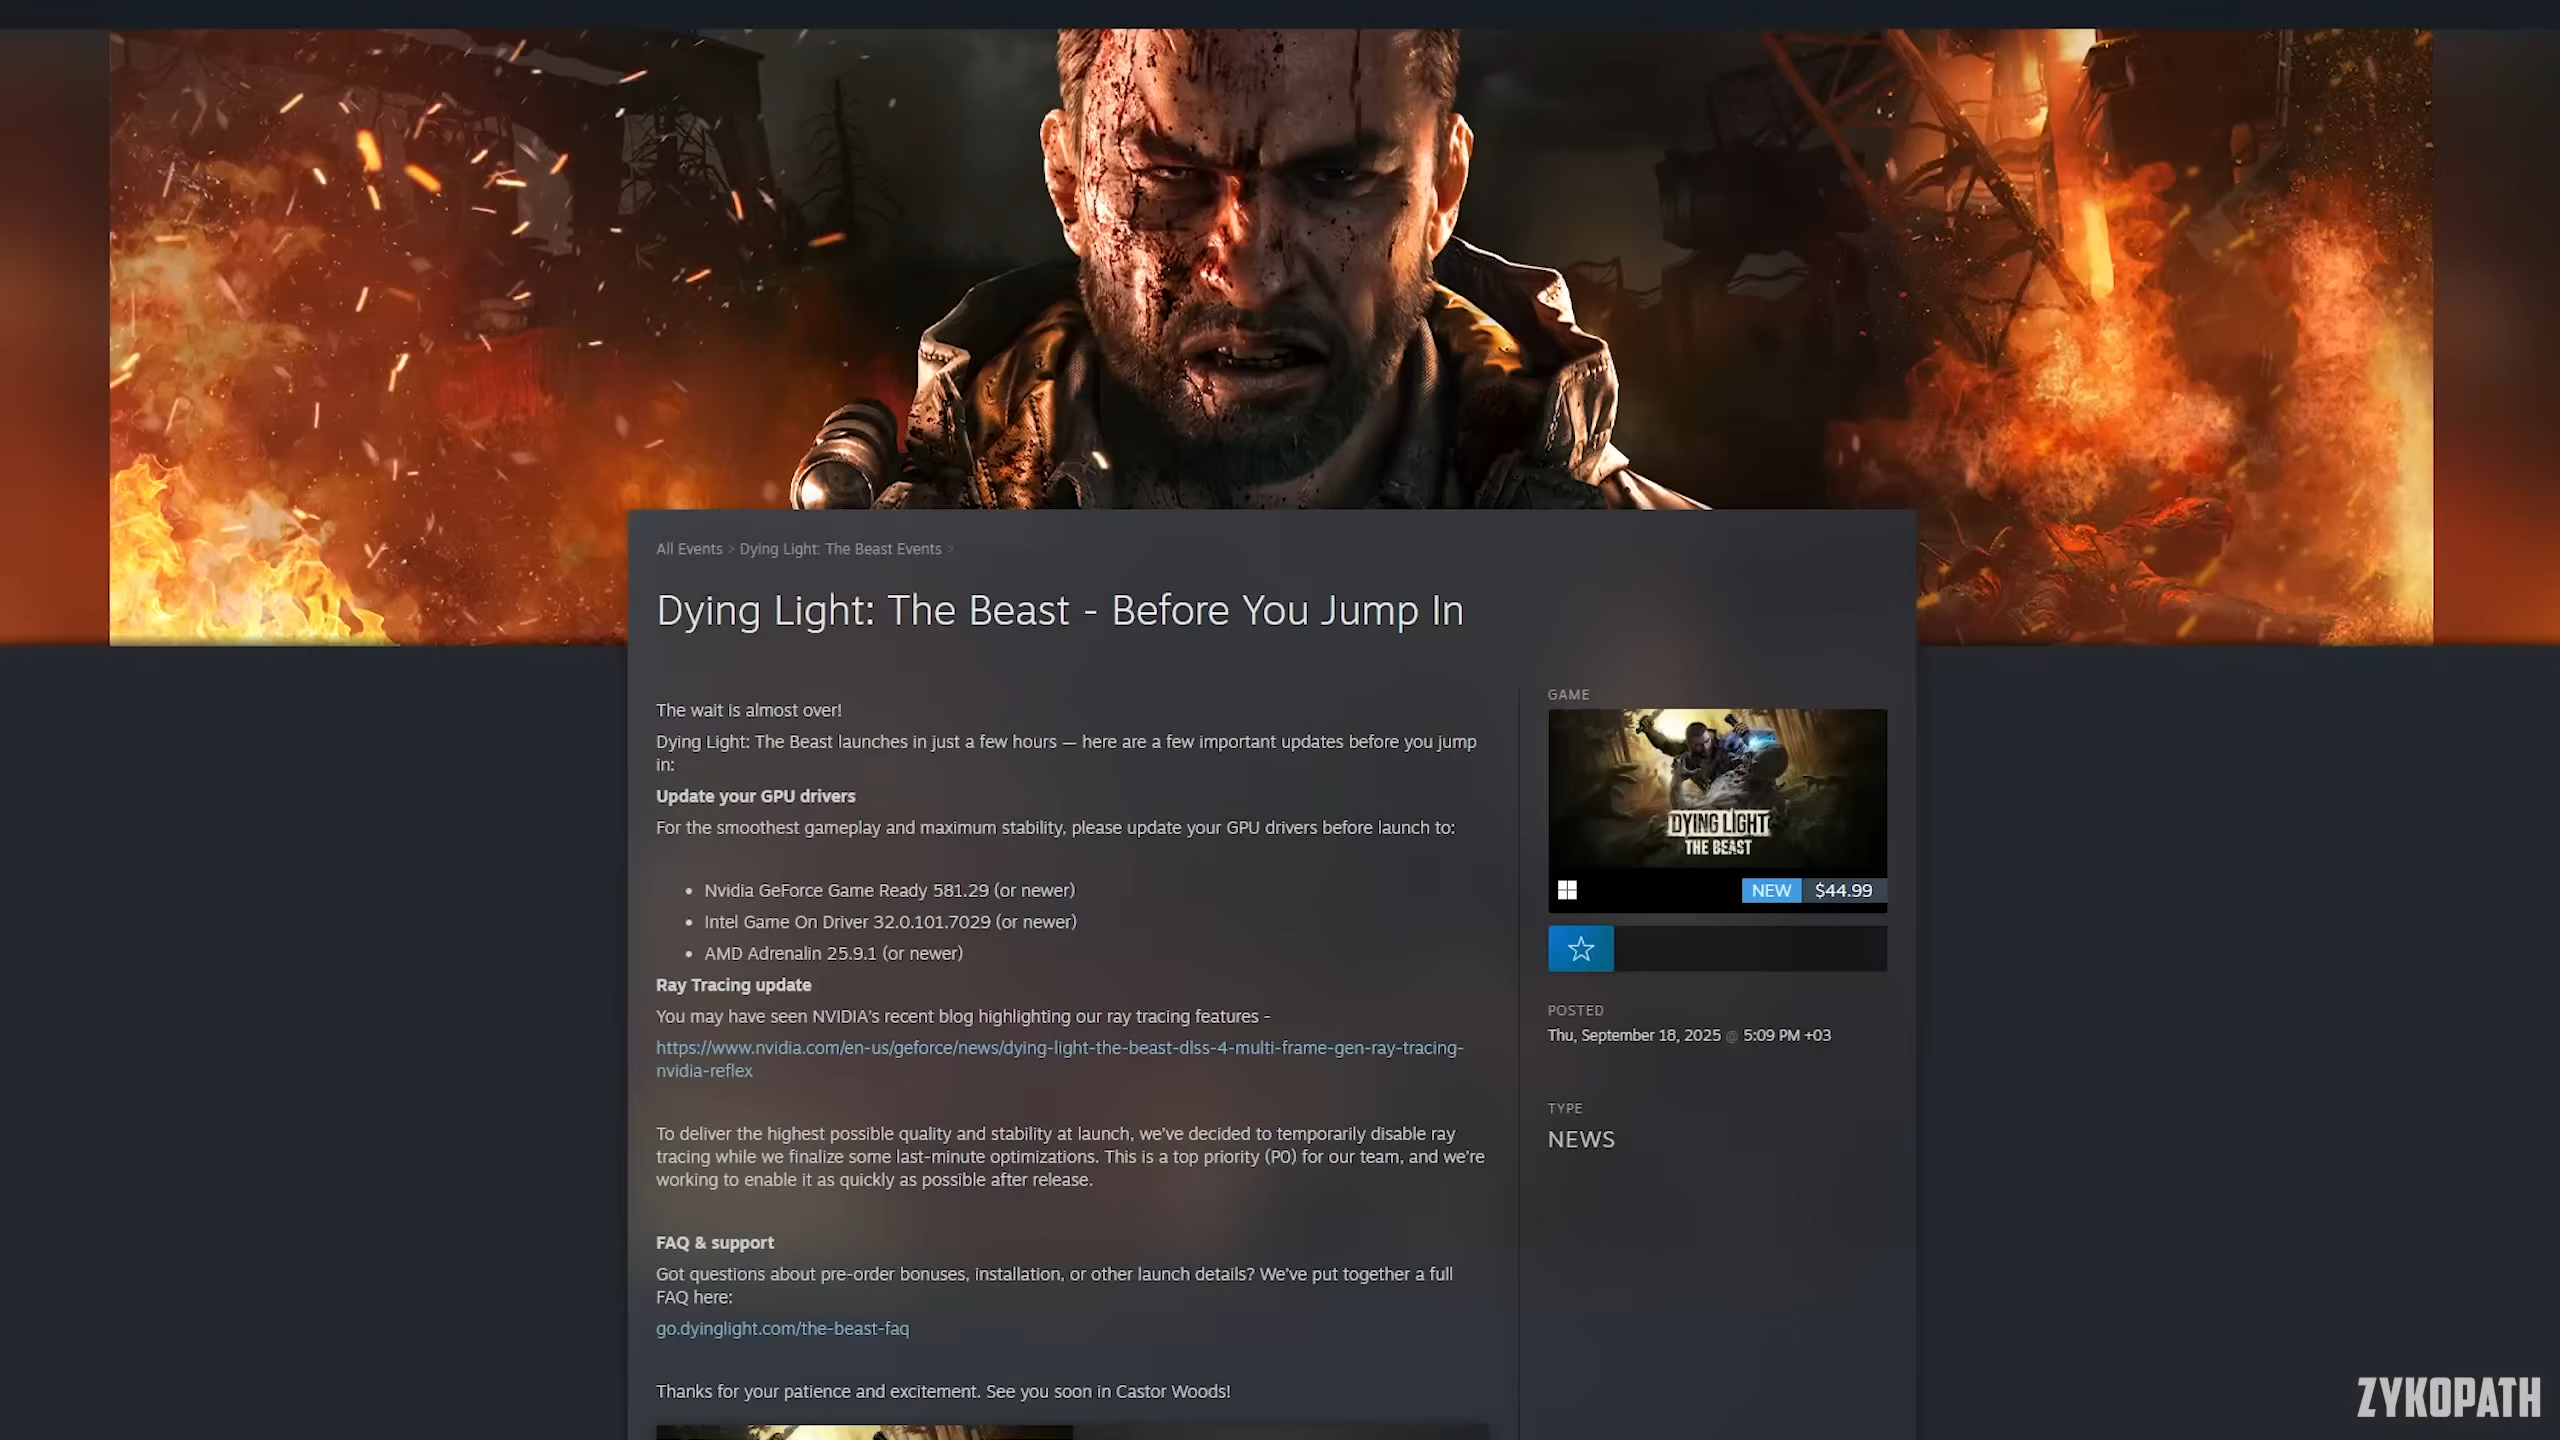 All Events > Dying Light: The Beast Events >
Dying Light: The Beast - Before You Jump In
The wait is almost over!
Dying Light: The Beast launches in just a few hours — here are a few important updates before you jump
in:
Update your GPU drivers
For the smoothest gameplay and maximum stability, please update your GPU drivers before launch to:
• Nvidia GeForce Game Ready 581.29 (or newer)
• Intel Game On Driver 32.0.101.7029 (or newer)
• AMD Adrenalin 25.9.1 (or newer)
Ray Tracing update
You may have seen NVIDIA's recent blog highlighting our ray tracing features -
https://www.nvidia.com/en-us/geforce/news/dying-light-the-beast-dlss-4-multi-frame-gen-ray-tracing-
nvidia-reflex
To deliver the highest possible quality and stability at launch, we've decided to temporarily disable ray
tracing while we finalize some last-minute optimizations. This is a top priority (P0) for our team, and we're
working to enable it as quickly as possible after release.
FAQ & support
Got questions about pre-order bonuses, installation, or other launch details? We've put together a full
FAQ here:
go.dyinglight.com/the-beast-faq
Thanks for your patience and excitement. See you soon in Castor Woods!
GAME
DYING LIGHT
THE BEAST
NEW $44.99
POSTED
Thu, September 18, 2025 @ 5:09 PM +03
TYPE
NEWS
ZYKOPATH